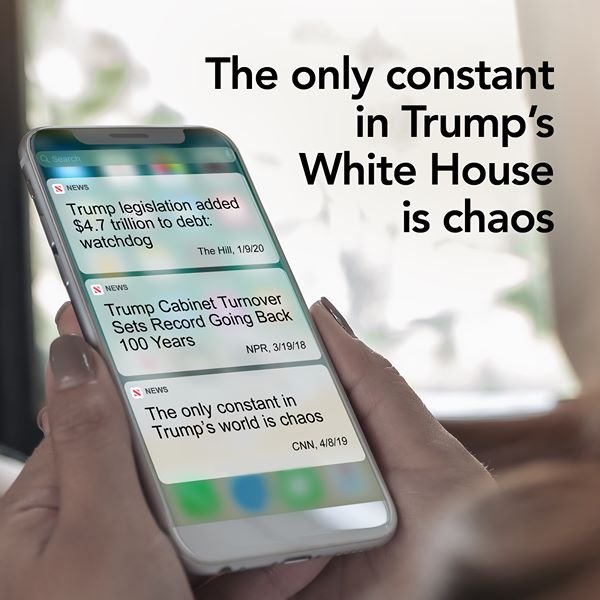 The only constant
in Trump's
White House
is chaos
Search
NEWS
Trump legislation added
$4.7 trillion to debt:
watchdog
The Hill, 1/9/20
NEWS
Trump Cabinet Turnover
Sets Record Going Back
100 Years
NPR, 3/19/18
NEWS
The only constant in
Trump's world is chaos
CNN, 4/8/19